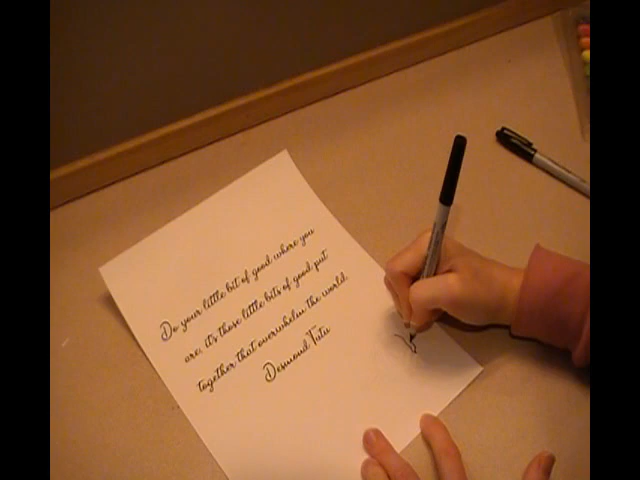 Do your little bit of good where you
are, it's those little bits of good put
together that overwhelm the world.
Desmond Tutu